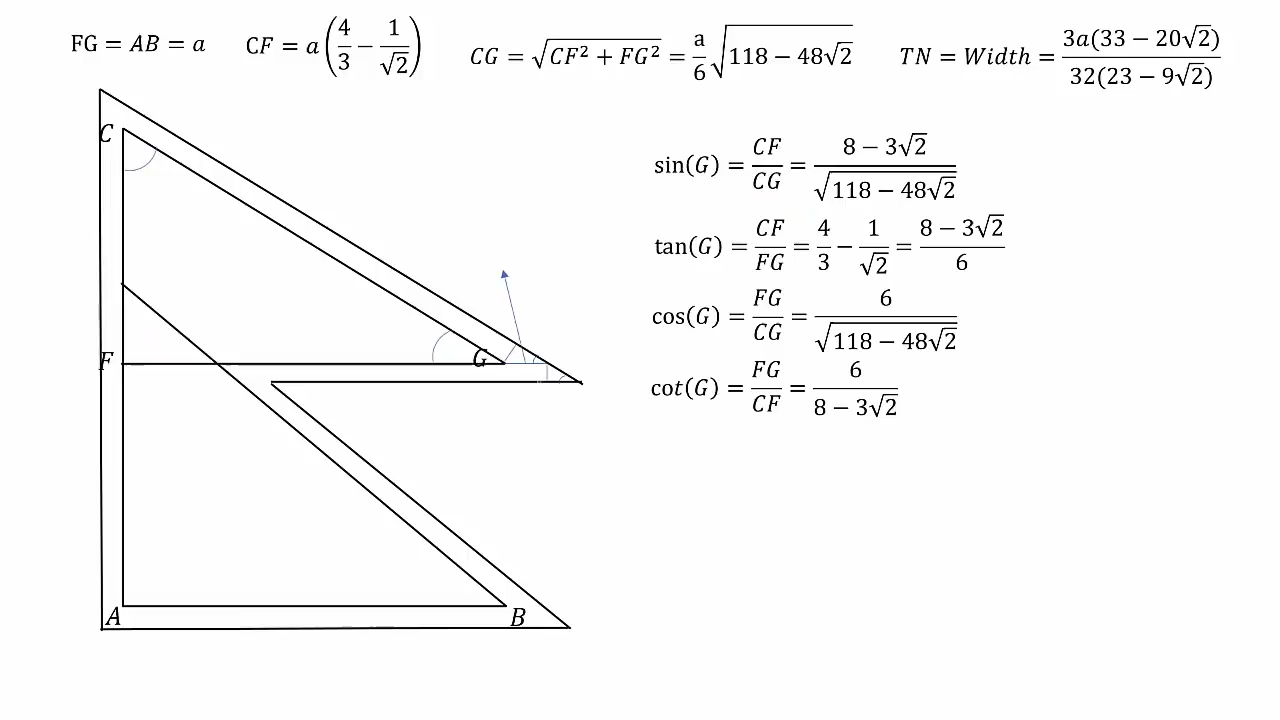 FG = AB = a
CF = a(4/3 − 1/√2)
CG = √(CF² + FG²) = a/6 √(118 − 48√2)
TN = Width = 3a(33 − 20√2) / 32(23 − 9√2)
C
sin(G) = CF/CG = (8 − 3√2) / √(118 − 48√2)
tan(G) = CF/FG = 4/3 − 1/√2 = (8 − 3√2)/6
cos(G) = FG/CG = 6 / √(118 − 48√2)
F
G
cot(G) = FG/CF = 6 / (8 − 3√2)
A
B